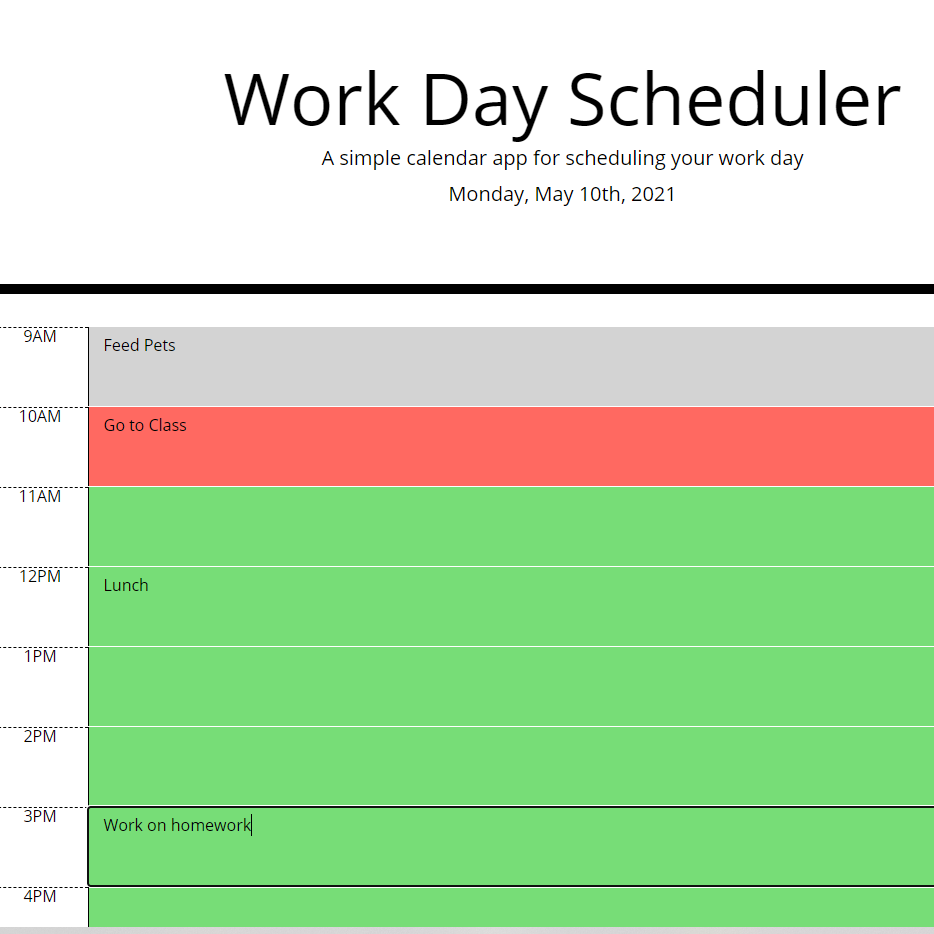 Work Day Scheduler
A simple calendar app for scheduling your work day
Monday, May 10th, 2021
9AM
Feed Pets
10AM
Go to Class
11AM
12PM
Lunch
1PM
2PM
3PM
Work on homework
4PM